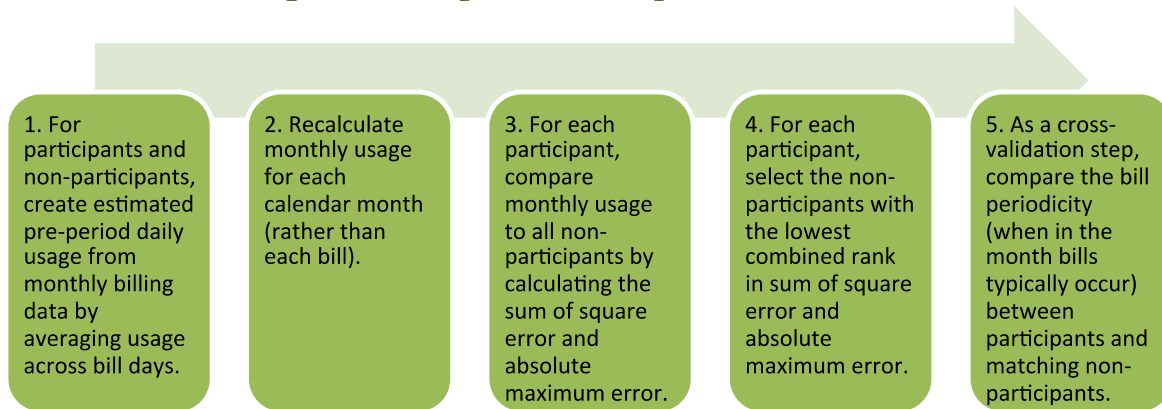 1. For
participants and
non-participants,
create estimated
pre-period daily
usage from
monthly billing
data by
averaging usage
across bill days.
2. Recalculate
monthly usage
for each
calendar month
(rather than
each bill).
3. For each
participant,
compare
monthly usage
to all non-
participants by
calculating the
sum of square
error and
absolute
maximum error.
4. For each
participant,
select the non-
participants with
the lowest
combined rank
in sum of square
error and
absolute
maximum error.
5. As a cross-
validation step,
compare the bill
periodicity
(when in the
month bills
typically occur)
between
participants and
matching non-
participants.